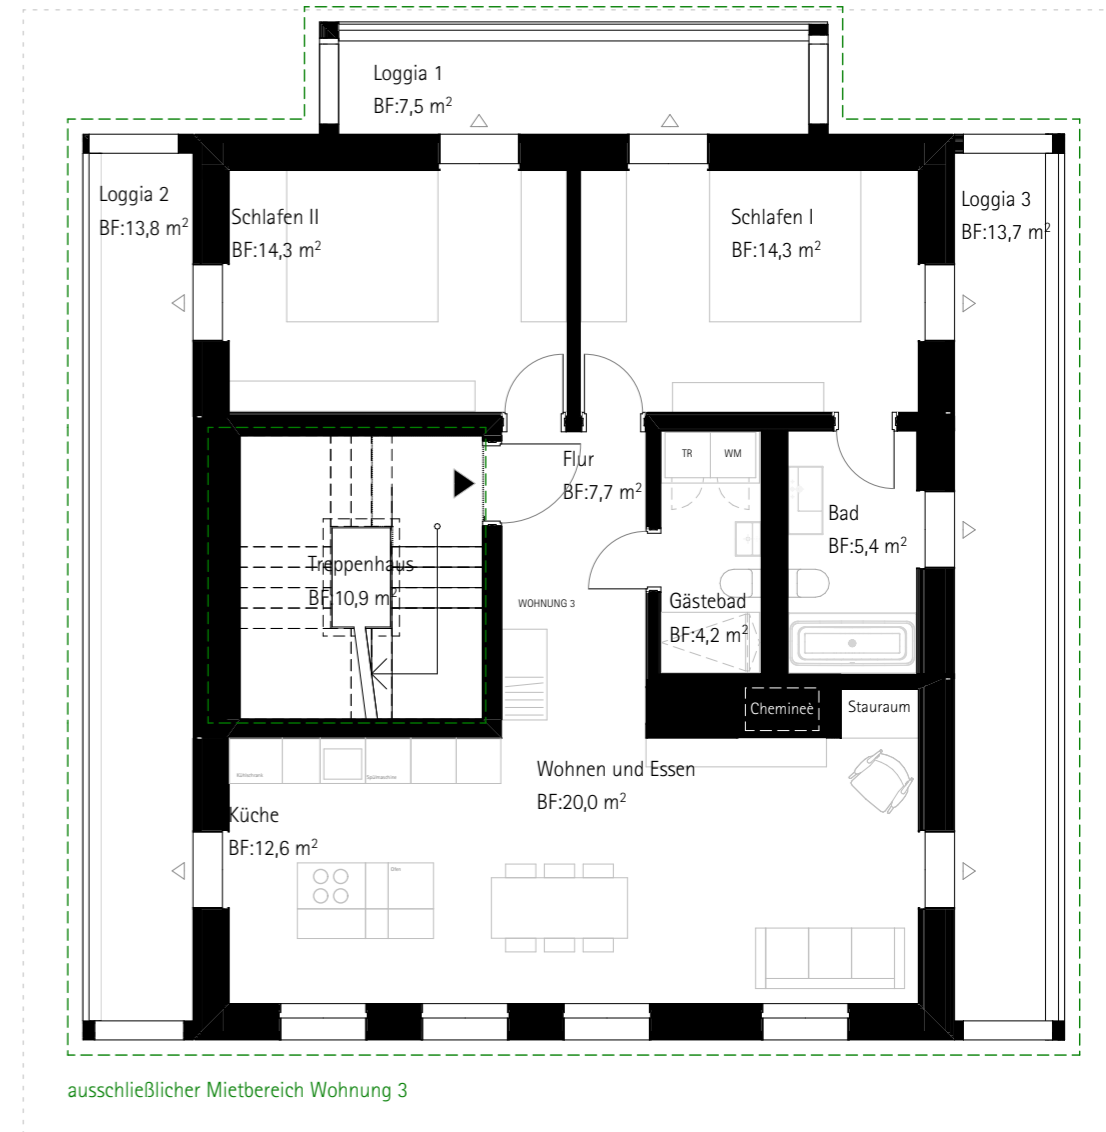 Loggia 1
BF:7,5 m²
Loggia 2
BF:13,8 m²
Schlafen II
BF:14,3 m²
Schlafen I
BF:14,3 m²
Loggia 3
BF:13,7 m²
Flur
BF:7,7 m²
TR
WM
Bad
BF:5,4 m²
Treppenhaus
BF:10,9 m²
WOHNUNG 3
Gästebad
BF:4,2 m²
Chemineè
Stauraum
Wohnen und Essen
BF:20,0 m²
Kühlschrank
Spülmaschine
Küche
BF:12,6 m²
Ofen
ausschließlicher Mietbereich Wohnung 3